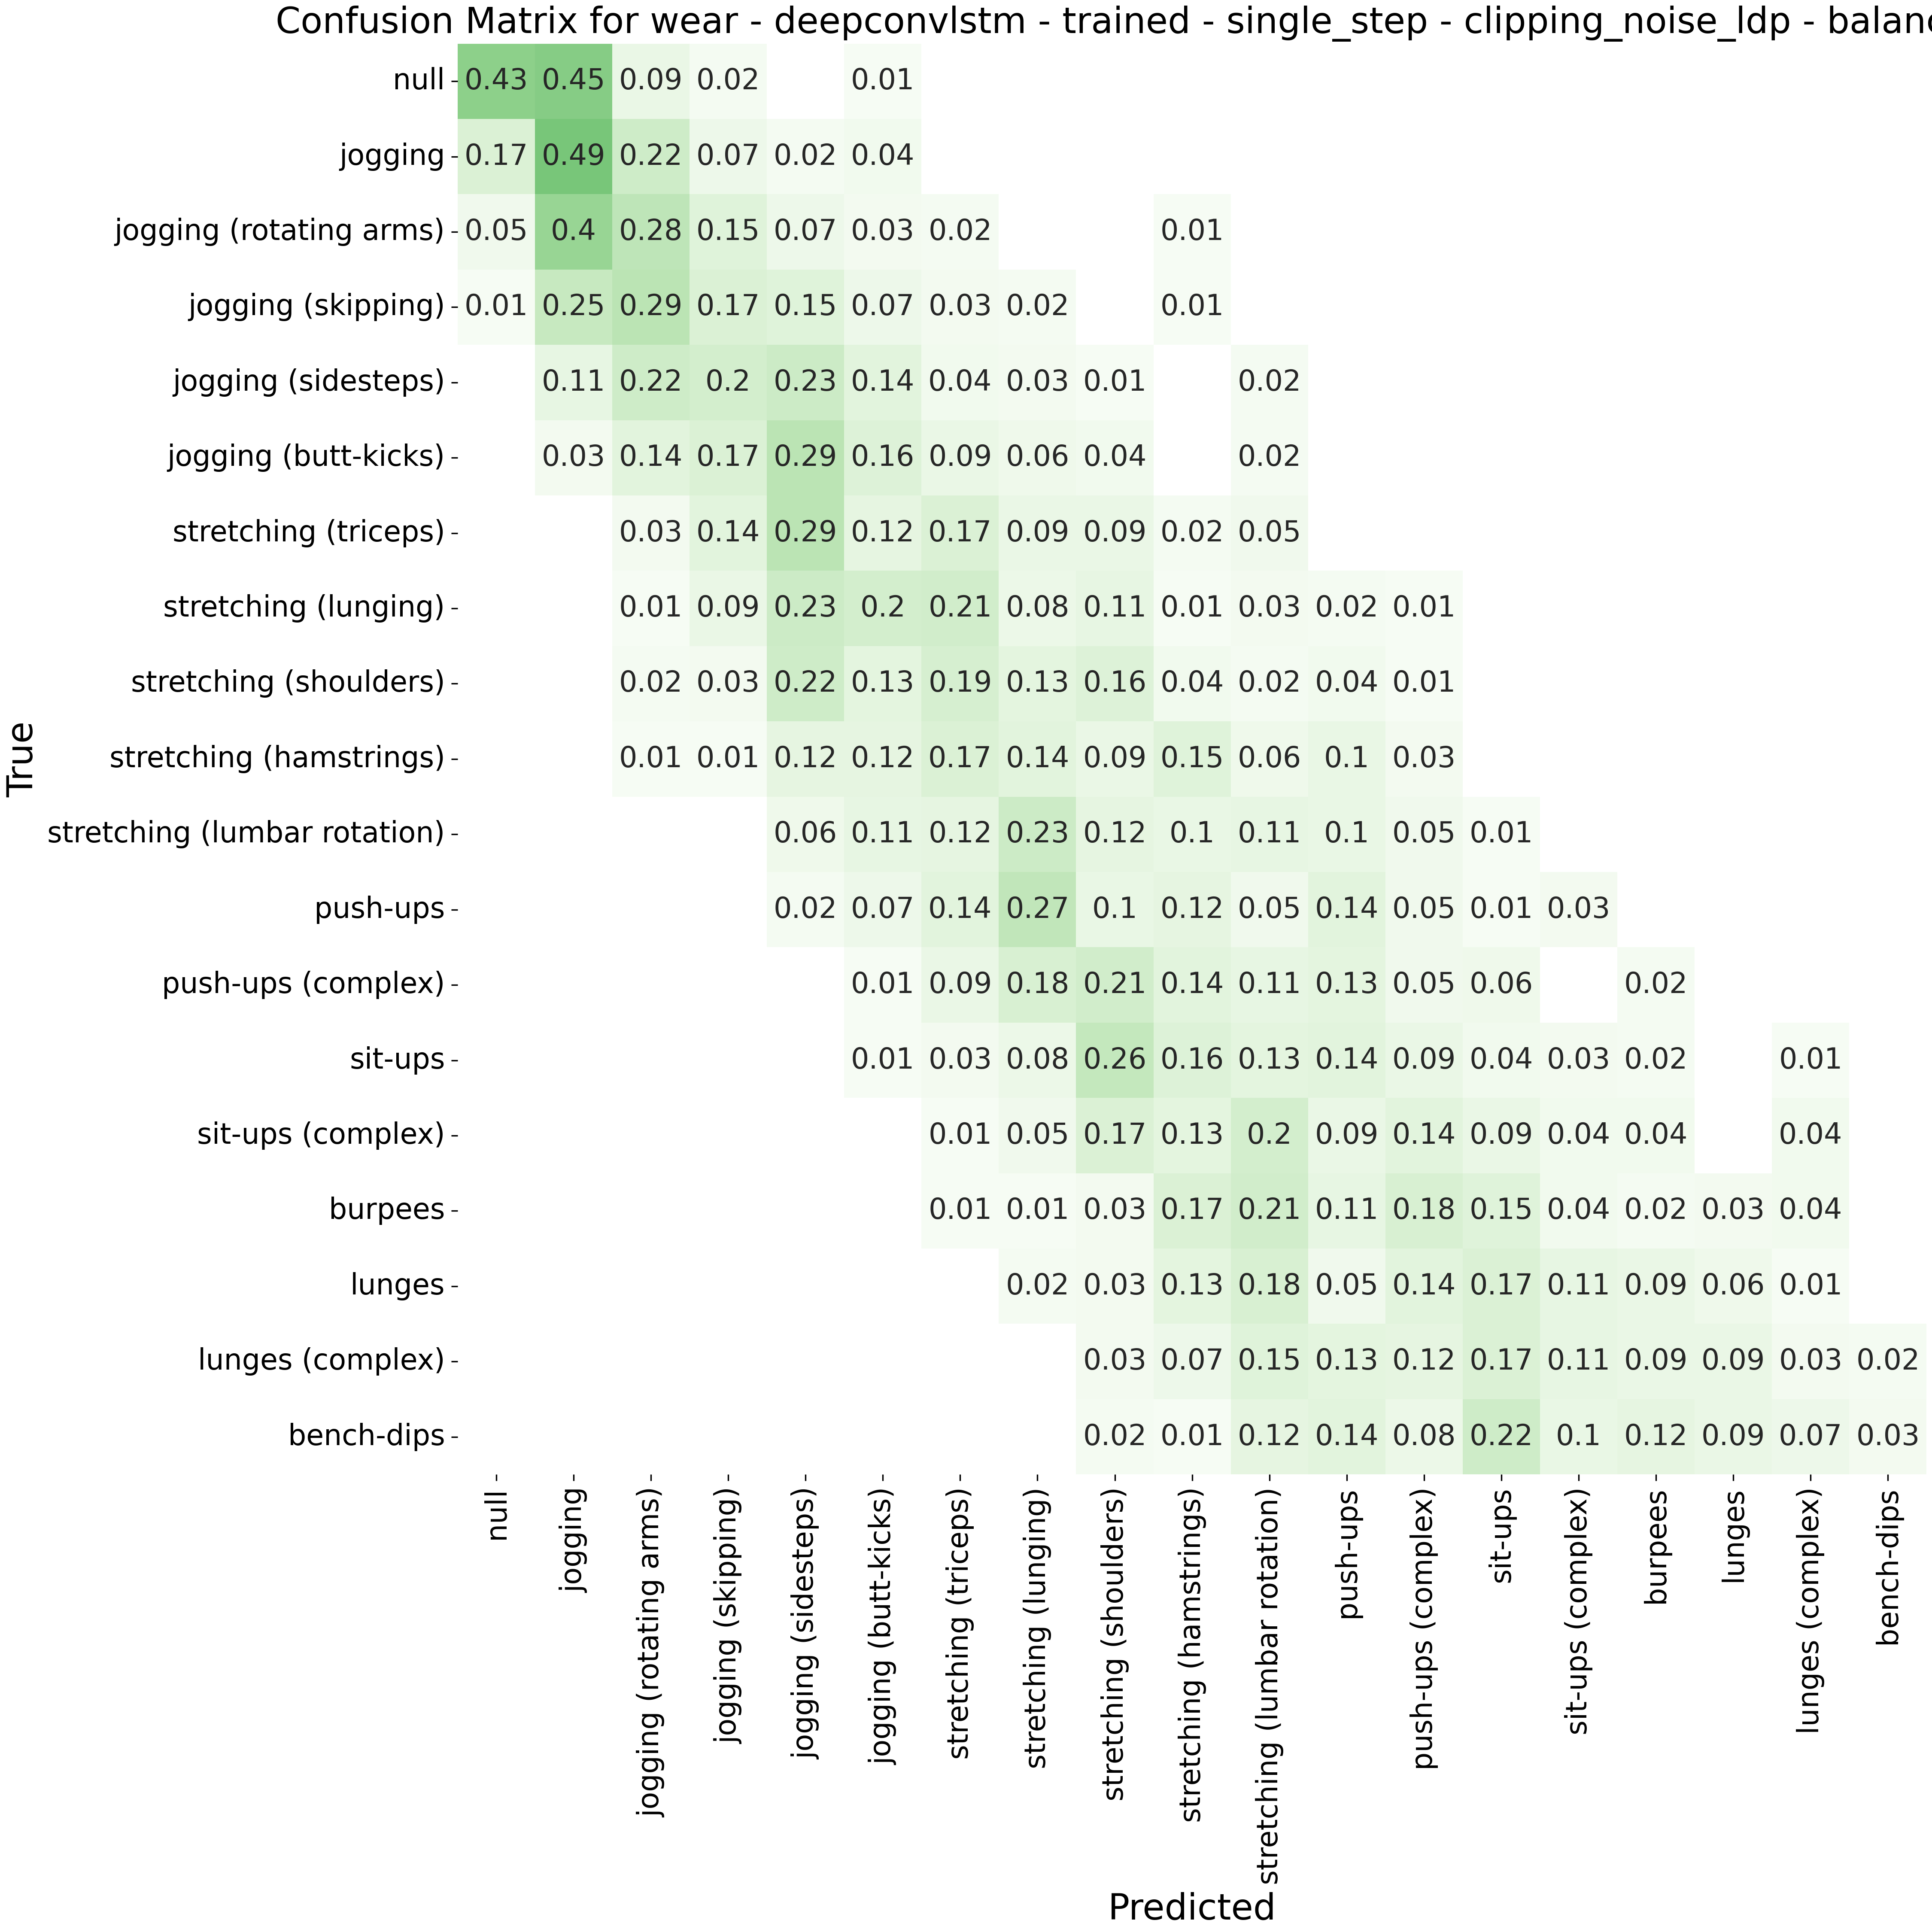 Confusion Matrix for wear - deepconvlstm - trained - single_step - clipping_noise_ldp - balanc
null 0.43 0.45 0.09 0.02 0.01
jogging 0.17 0.49 0.22 0.07 0.02 0.04
jogging (rotating arms) 0.05 0.4 0.28 0.15 0.07 0.03 0.02 0.01
jogging (skipping) 0.01 0.25 0.29 0.17 0.15 0.07 0.03 0.02 0.01
jogging (sidesteps) 0.11 0.22 0.2 0.23 0.14 0.04 0.03 0.01 0.02
jogging (butt-kicks) 0.03 0.14 0.17 0.29 0.16 0.09 0.06 0.04 0.02
stretching (triceps) 0.03 0.14 0.29 0.12 0.17 0.09 0.09 0.02 0.05
stretching (lunging) 0.01 0.09 0.23 0.2 0.21 0.08 0.11 0.01 0.03 0.02 0.01
stretching (shoulders) 0.02 0.03 0.22 0.13 0.19 0.13 0.16 0.04 0.02 0.04 0.01
stretching (hamstrings) 0.01 0.01 0.12 0.12 0.17 0.14 0.09 0.15 0.06 0.1 0.03
stretching (lumbar rotation) 0.06 0.11 0.12 0.23 0.12 0.1 0.11 0.1 0.05 0.01
push-ups 0.02 0.07 0.14 0.27 0.1 0.12 0.05 0.14 0.05 0.01 0.03
push-ups (complex) 0.01 0.09 0.18 0.21 0.14 0.11 0.13 0.05 0.06 0.02
sit-ups 0.01 0.03 0.08 0.26 0.16 0.13 0.14 0.09 0.04 0.03 0.02 0.01
sit-ups (complex) 0.01 0.05 0.17 0.13 0.2 0.09 0.14 0.09 0.04 0.04 0.04
burpees 0.01 0.01 0.03 0.17 0.21 0.11 0.18 0.15 0.04 0.02 0.03 0.04
lunges 0.02 0.03 0.13 0.18 0.05 0.14 0.17 0.11 0.09 0.06 0.01
lunges (complex) 0.03 0.07 0.15 0.13 0.12 0.17 0.11 0.09 0.09 0.03 0.02
bench-dips 0.02 0.01 0.12 0.14 0.08 0.22 0.1 0.12 0.09 0.07 0.03
True
null
jogging
jogging (rotating arms)
jogging (skipping)
jogging (sidesteps)
jogging (butt-kicks)
stretching (triceps)
stretching (lunging)
stretching (shoulders)
stretching (hamstrings)
stretching (lumbar rotation)
push-ups
push-ups (complex)
sit-ups
sit-ups (complex)
burpees
lunges
lunges (complex)
bench-dips
Predicted